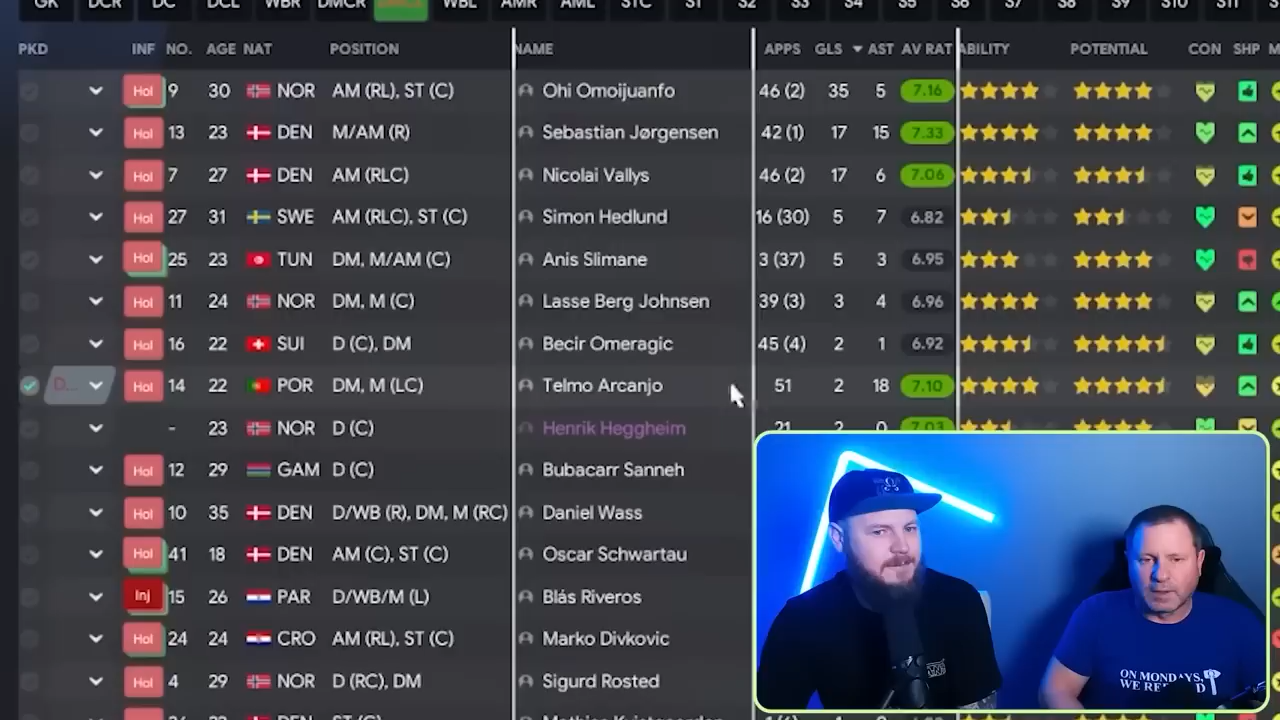 GK DCR DC DCL WBR DMCR WBL AMR AML STC S1 S2 S3 S4 S5 S6 S7 S8 S9 S10 S11
PKD INF NO. AGE NAT POSITION NAME APPS GLS AST AV RAT ABILITY POTENTIAL CON SHP
Hol 9 30 NOR AM (RL), ST (C) Ohi Omoijuanfo 46 (2) 35 5 7.16
Hol 13 23 DEN M/AM (R) Sebastian Jørgensen 42 (1) 17 15 7.33
Hol 7 27 DEN AM (RLC) Nicolai Vallys 46 (2) 17 6 7.06
Hol 27 31 SWE AM (RLC), ST (C) Simon Hedlund 16 (30) 5 7 6.82
Hol 25 23 TUN DM, M/AM (C) Anis Slimane 3 (37) 5 3 6.95
Hol 11 24 NOR DM, M (C) Lasse Berg Johnsen 39 (3) 3 4 6.96
Hol 16 22 SUI D (C), DM Becir Omeragic 45 (4) 2 1 6.92
D... Hol 14 22 POR DM, M (LC) Telmo Arcanjo 51 2 18 7.10
- 23 NOR D (C) Henrik Heggheim 21 2 0 7.03
Hol 12 29 GAM D (C) Bubacarr Sanneh
Hol 10 35 DEN D/WB (R), DM, M (RC) Daniel Wass
Hol 41 18 DEN AM (C), ST (C) Oscar Schwartau
Inj 15 26 PAR D/WB/M (L) Blás Riveros
Hol 24 24 CRO AM (RL), ST (C) Marko Divkovic
Hol 4 29 NOR D (RC), DM Sigurd Rosted
ON MONDAYS,
WE